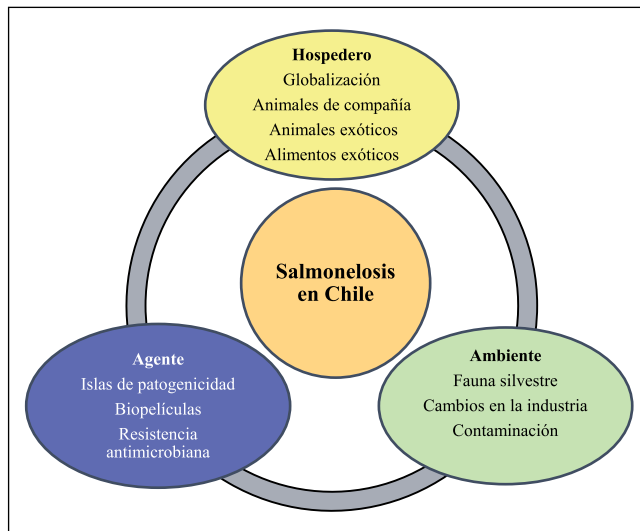 Hospedero
Globalización
Animales de compañía
Animales exóticos
Alimentos exóticos
Salmonelosis
en Chile
Agente
Islas de patogenicidad
Biopelículas
Resistencia
antimicrobiana
Ambiente
Fauna silvestre
Cambios en la industria
Contaminación